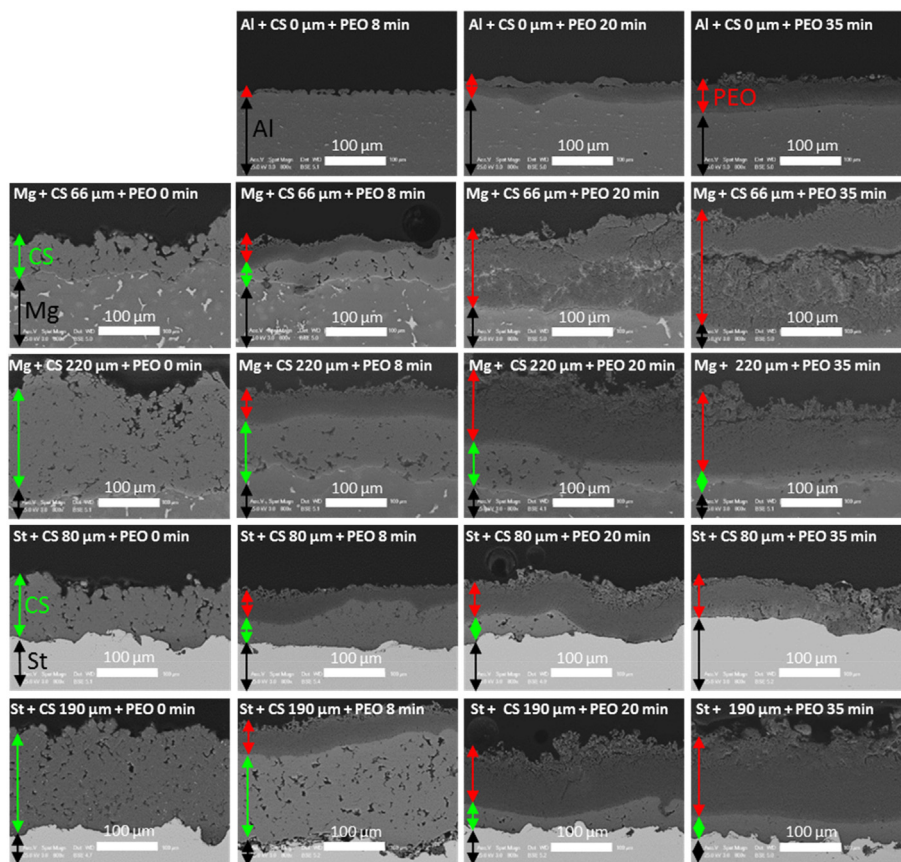 Al + CS 0 µm + PEO 8 min
Al + CS 0 µm + PEO 20 min
Al + CS 0 µm + PEO 35 min
Al
PEO
100 µm
100 µm
100 µm
Mg + CS 66 µm + PEO 0 min
Mg + CS 66 µm + PEO 8 min
Mg + CS 66 µm + PEO 20 min
Mg + CS 66 µm + PEO 35 min
CS
Mg
100 µm
100 µm
100 µm
100 µm
Mg + CS 220 µm + PEO 0 min
Mg + CS 220 µm + PEO 8 min
Mg + CS 220 µm + PEO 20 min
Mg + 220 µm + PEO 35 min
100 µm
100 µm
100 µm
100 µm
St + CS 80 µm + PEO 0 min
St + CS 80 µm + PEO 8 min
St + CS 80 µm + PEO 20 min
St + CS 80 µm + PEO 35 min
CS
St
100 µm
100 µm
100 µm
100 µm
St + CS 190 µm + PEO 0 min
St + CS 190 µm + PEO 8 min
St + CS 190 µm + PEO 20 min
St + 190 µm + PEO 35 min
100 µm
100 µm
100 µm
100 µm